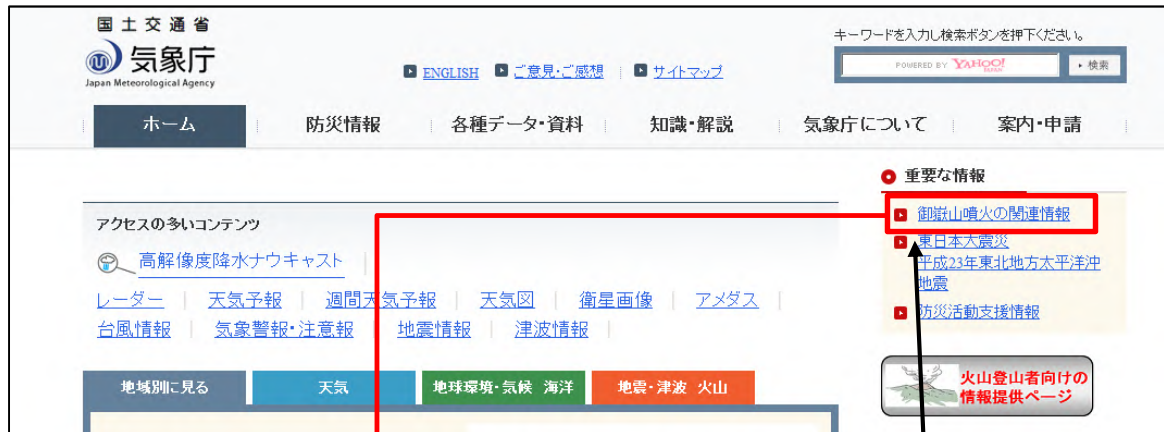 国土交通省
気象庁
Japan Meteorological Agency
ENGLISH ご意見・ご感想 サイトマップ
キーワードを入力し検索ボタンを押下ください。
POWERED BY YAHOO! JAPAN 検索
ホーム 防災情報 各種データ・資料 知識・解説 気象庁について 案内・申請
重要な情報
御嶽山噴火の関連情報
東日本大震災
平成23年東北地方太平洋沖
地震
防災活動支援情報
アクセスの多いコンテンツ
高解像度降水ナウキャスト
レーダー 天気予報 週間天気予報 天気図 衛星画像 アメダス
台風情報 気象警報・注意報 地震情報 津波情報
地域別に見る 天気 地球環境・気候 海洋 地震・津波 火山
火山登山者向けの
情報提供ページ